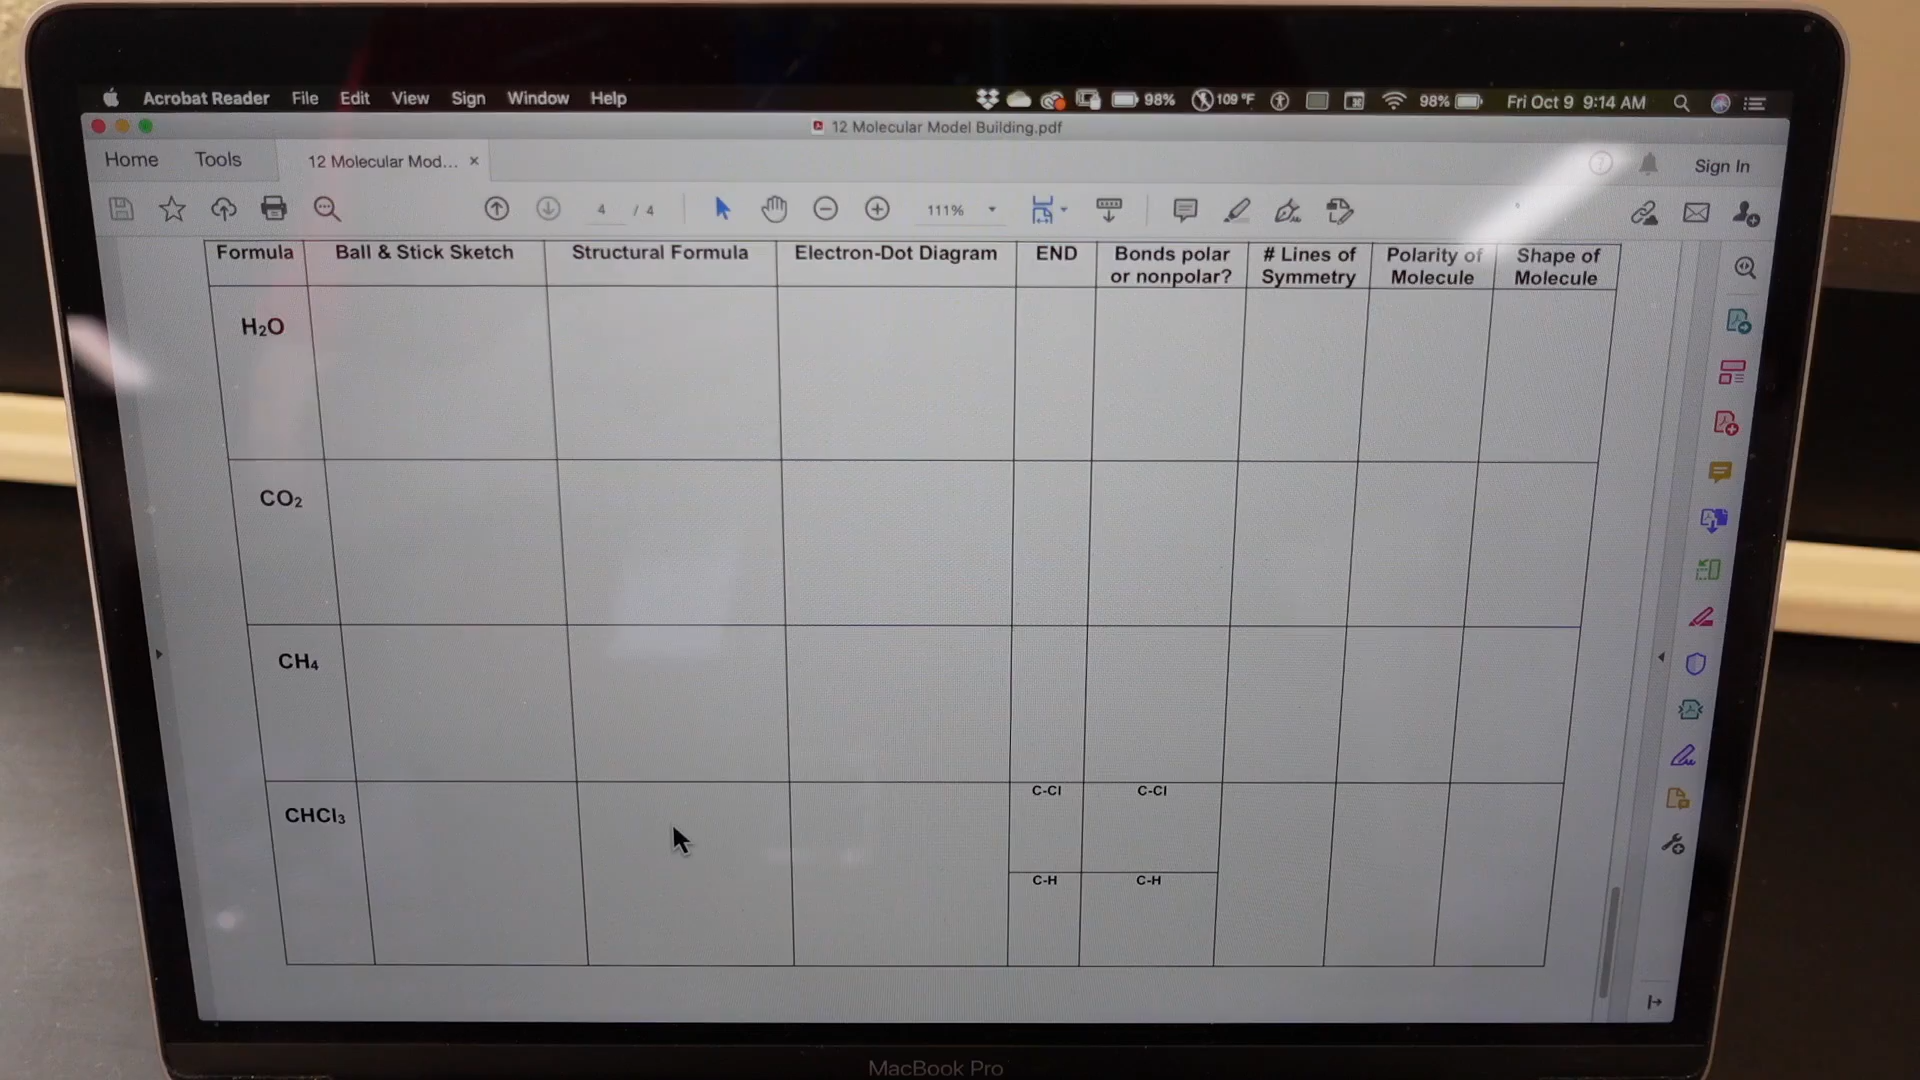 Acrobat Reader File Edit View Sign Window Help 98% 109 °F 98% Fri Oct 9 9:14 AM
12 Molecular Model Building.pdf
Home Tools 12 Molecular Mod... × ? Sign In
4 / 4 111%
Formula Ball & Stick Sketch Structural Formula Electron-Dot Diagram END Bonds polar or nonpolar? # Lines of Symmetry Polarity of Molecule Shape of Molecule
H₂O
CO₂
CH₄
CHCl₃ C-Cl C-Cl
C-H C-H
MacBook Pro